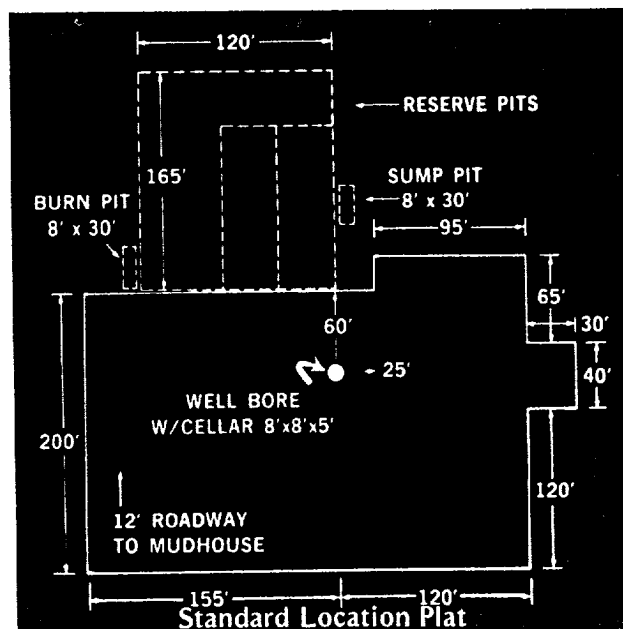 120'
RESERVE PITS
165'
SUMP PIT
8' x 30'
BURN PIT
8' x 30'
95'
65'
30'
60'
25'
40'
WELL BORE
W/CELLAR 8'x8'x5'
200'
120'
12' ROADWAY
TO MUDHOUSE
155'
120'
Standard Location Plat